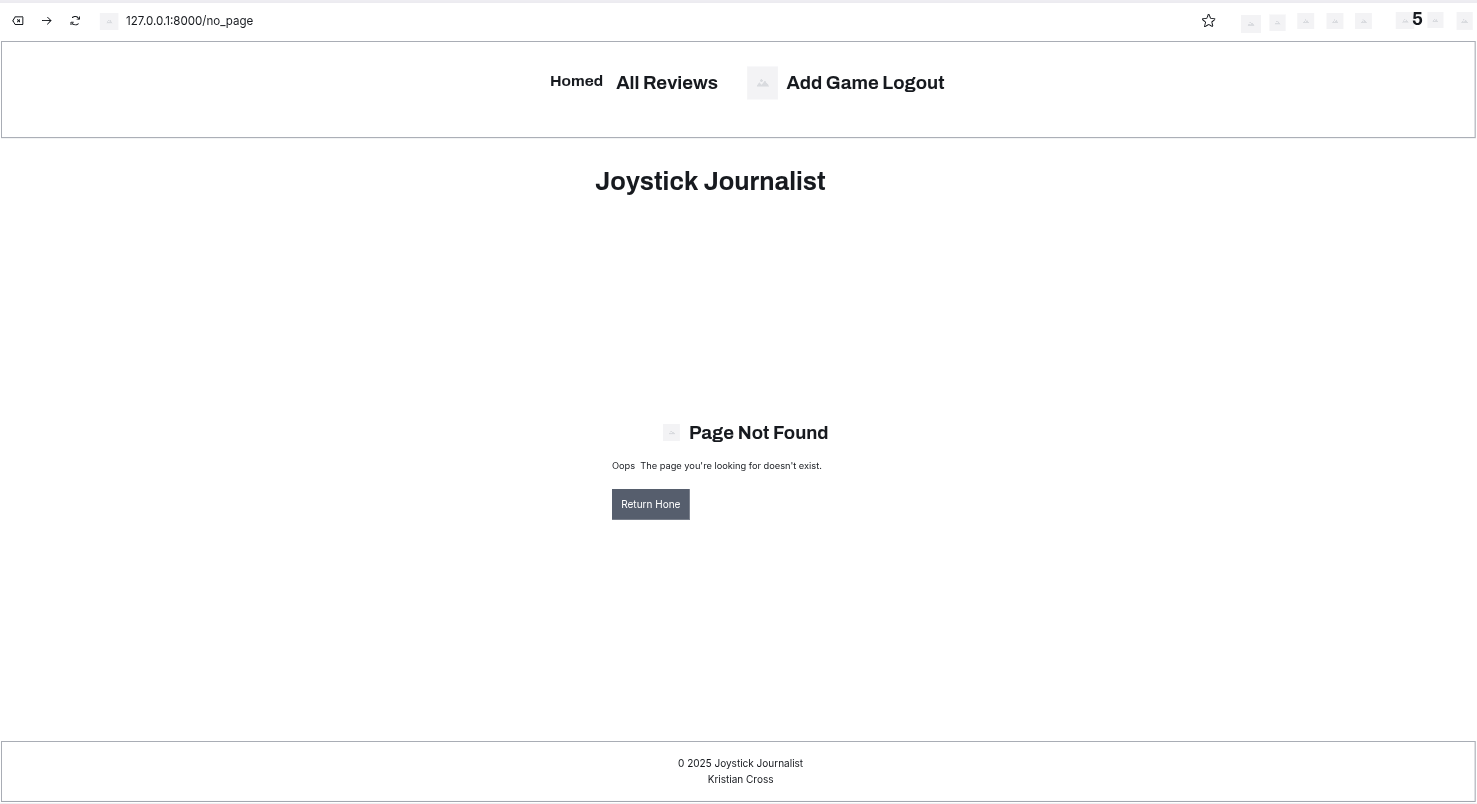 127.0.0.1:8000/no_page 5
Homed All Reviews Add Game Logout
Joystick Journalist
Page Not Found
Oops The page you're looking for doesn't exist.
Return Hone
0 2025 Joystick Journalist
Kristian Cross